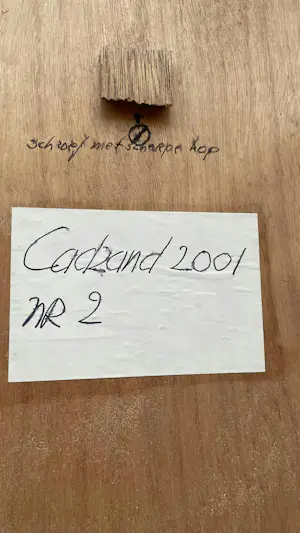 schroef met scherpe kop
Cadzand 2001
NR 2